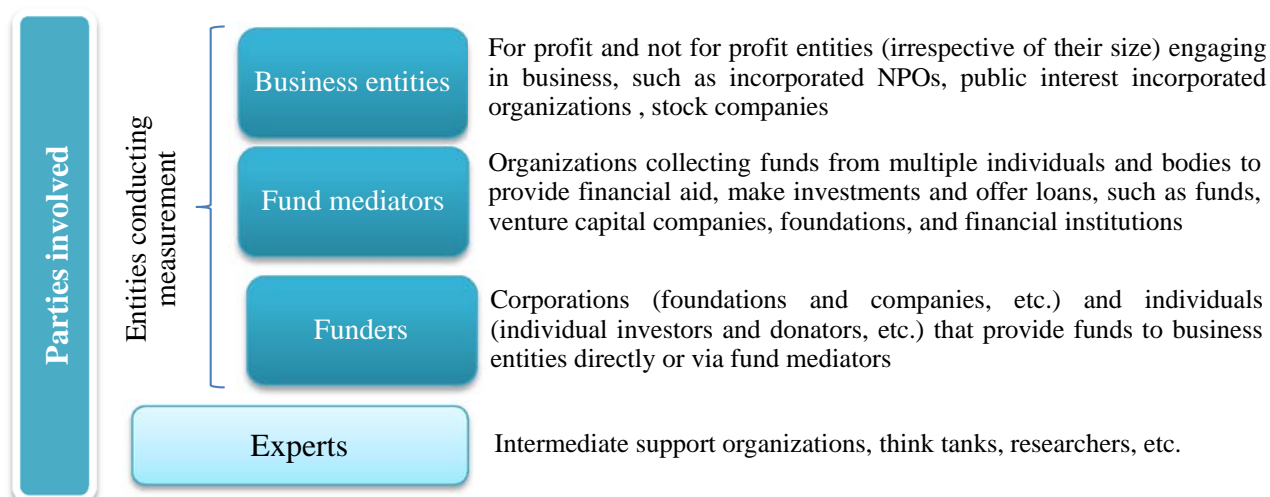 Parties involved
Entities conducting
measurement
Business entities
For profit and not for profit entities (irrespective of their size) engaging
in business, such as incorporated NPOs, public interest incorporated
organizations , stock companies
Fund mediators
Organizations collecting funds from multiple individuals and bodies to
provide financial aid, make investments and offer loans, such as funds,
venture capital companies, foundations, and financial institutions
Funders
Corporations (foundations and companies, etc.) and individuals
(individual investors and donators, etc.) that provide funds to business
entities directly or via fund mediators
Experts
Intermediate support organizations, think tanks, researchers, etc.